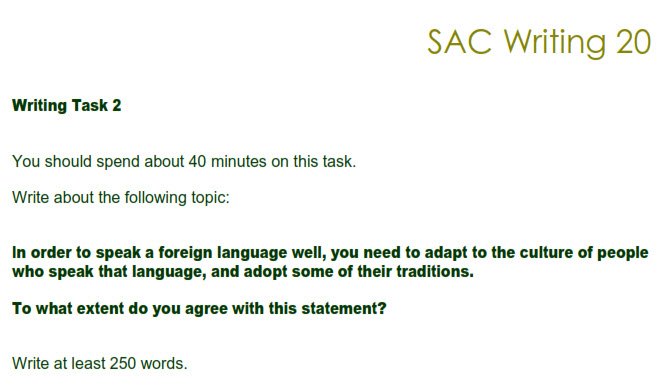 SAC Writing 20
Writing Task 2
You should spend about 40 minutes on this task.
Write about the following topic:
In order to speak a foreign language well, you need to adapt to the culture of people
who speak that language, and adopt some of their traditions.
To what extent do you agree with this statement?
Write at least 250 words.